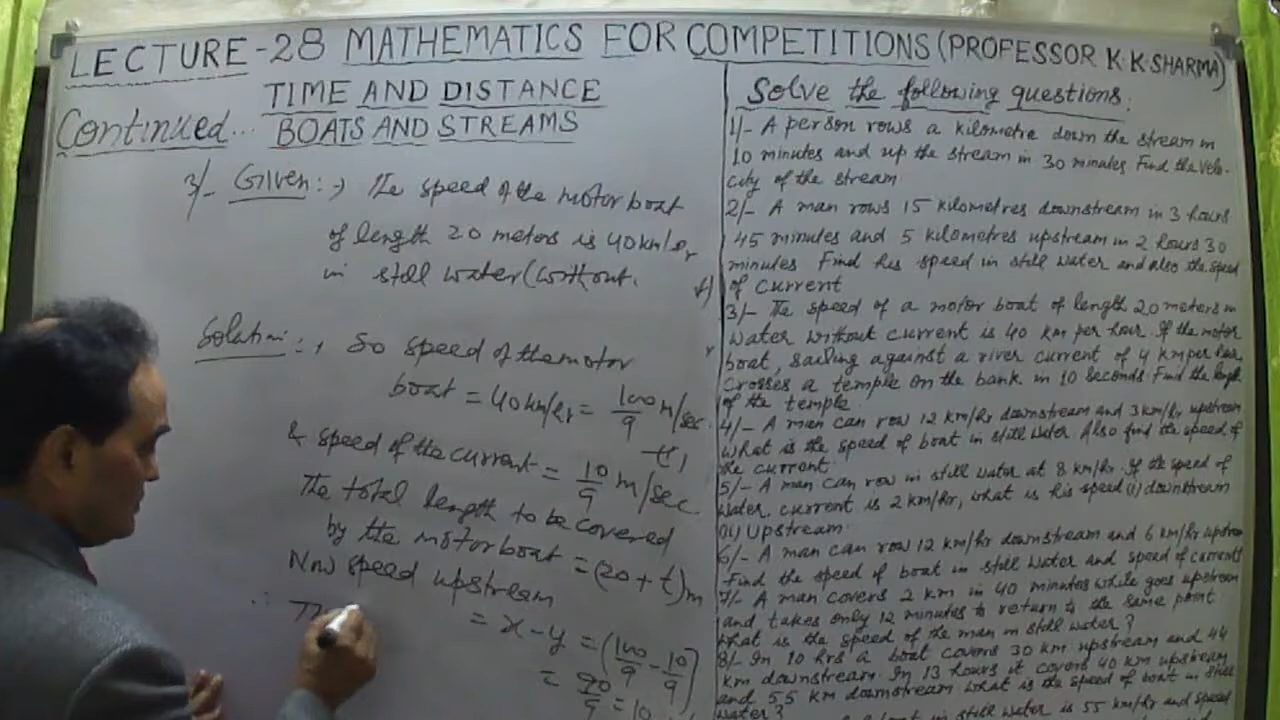 LECTURE-28 MATHEMATICS FOR COMPETITIONS (PROFESSOR K.K SHARMA)
TIME AND DISTANCE
Continued... BOATS AND STREAMS
3/- Given:→ The speed of the motor boat
of length 20 meters is 40km/hr
in still water (without
Solution:→ So speed of the motor
boat = 40km/hr = 100/9 m/sec
& speed of the current = 10/9 m/sec
The total length to be covered
by the motorboat = (20+t)m
Now speed upstream
= x-y = (100/9 - 10/9)
= 90/9 = 10
∴ Th
Solve the following questions:
1/- A person rows a kilometre down the stream in
10 minutes and up the stream in 30 minutes Find the velo-
city of the stream
2/- A man rows 15 kilometres downstream in 3 hours
45 minutes and 5 kilometres upstream in 2 hours 30
minutes Find his speed in still water and also the speed
of current
3/- The speed of a motor boat of length 20 meters in
water without current is 40 km per hour If the motor
boat, sailing against a river current of 4 km per hour
crosses a temple on the bank in 10 seconds Find the length
of the temple.
4/- A man can row 12 km/hr downstream and 3 km/hr upstream
What is the speed of boat in still water Also find the speed of
the current.
5/- A man can row in still water at 8 km/hr. If the speed of
water, current is 2 km/hr, what is his speed (i) downstream
(ii) Upstream.
6/- A man can row 12 km/hr downstream and 6 km/hr upstream
Find the speed of boat in still water and speed of current
7/- A man covers 2 km in 40 minutes while goes upstream
and takes only 12 minutes to return to the same point
What is the speed of the man in still water?
8/- In 10 hrs a boat covers 30 km upstream and 44
km downstream. In 13 hours it covers 40 km upstream
and 55 km downstream what is the speed of boat in still
water?
boat in still water is 55 km/hr and speed